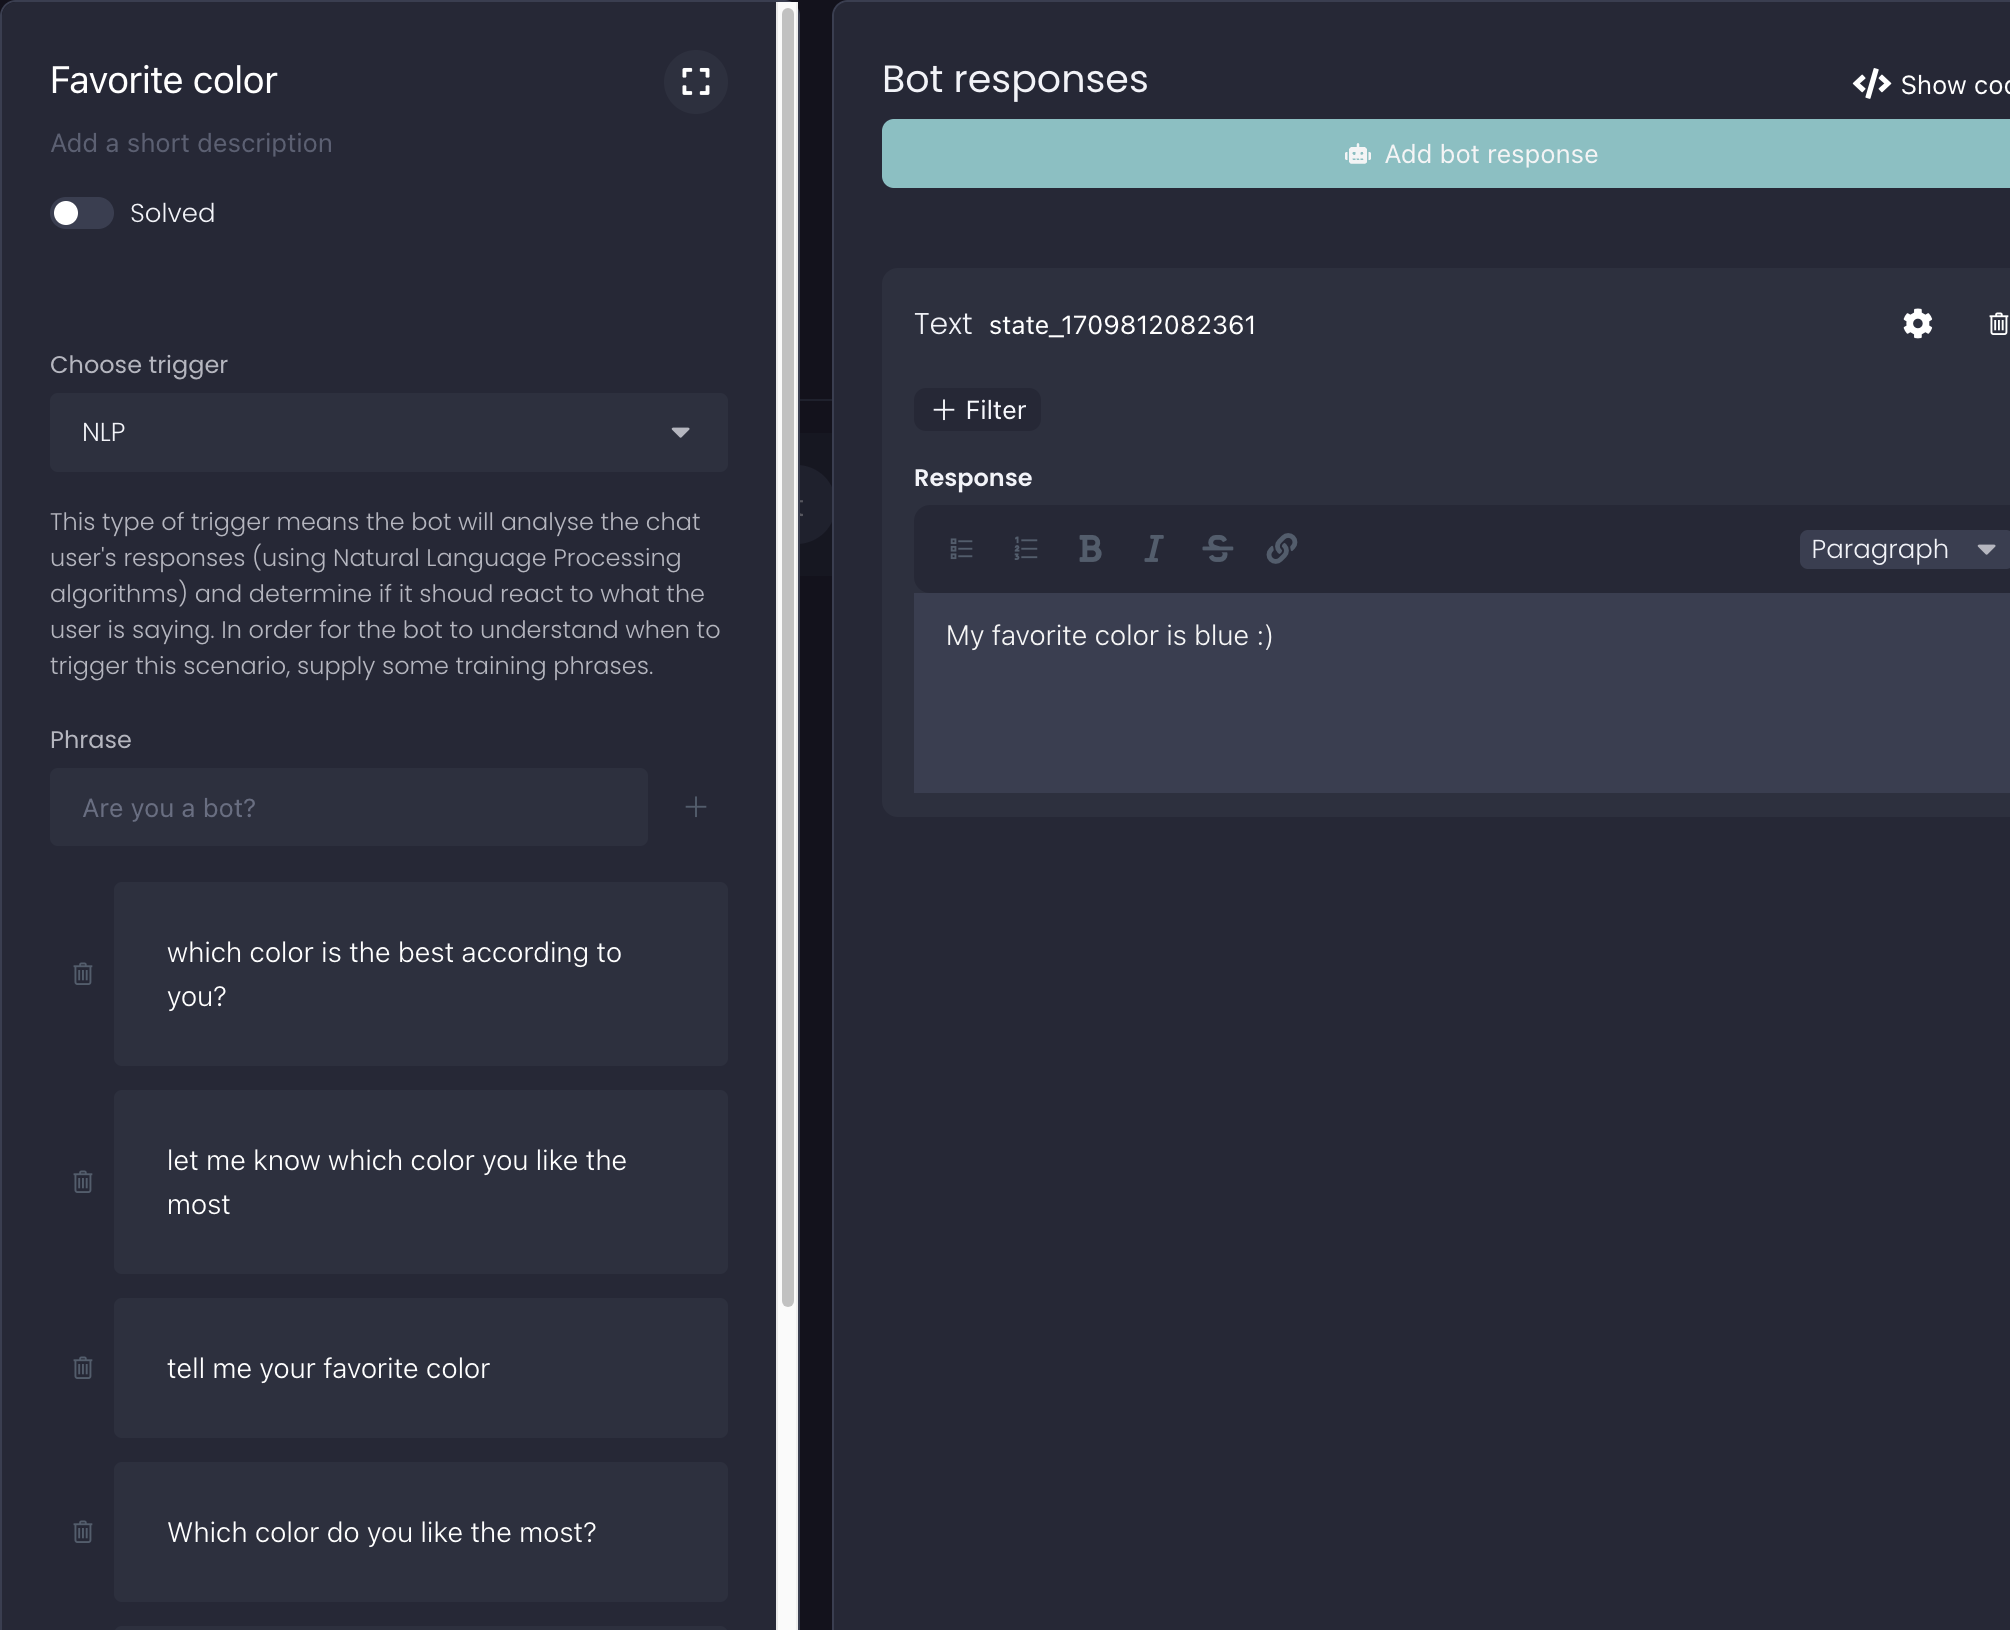 Favorite color
Add a short description
Solved
Choose trigger
NLP
This type of trigger means the bot will analyse the chat
user's responses (using Natural Language Processing
algorithms) and determine if it shoud react to what the
user is saying. In order for the bot to understand when to
trigger this scenario, supply some training phrases.
Phrase
Are you a bot?
which color is the best according to
you?
let me know which color you like the
most
tell me your favorite color
Which color do you like the most?
Bot responses
Show
Add bot response
Text state_1709812082361
+ Filter
Response
Paragraph
My favorite color is blue :)